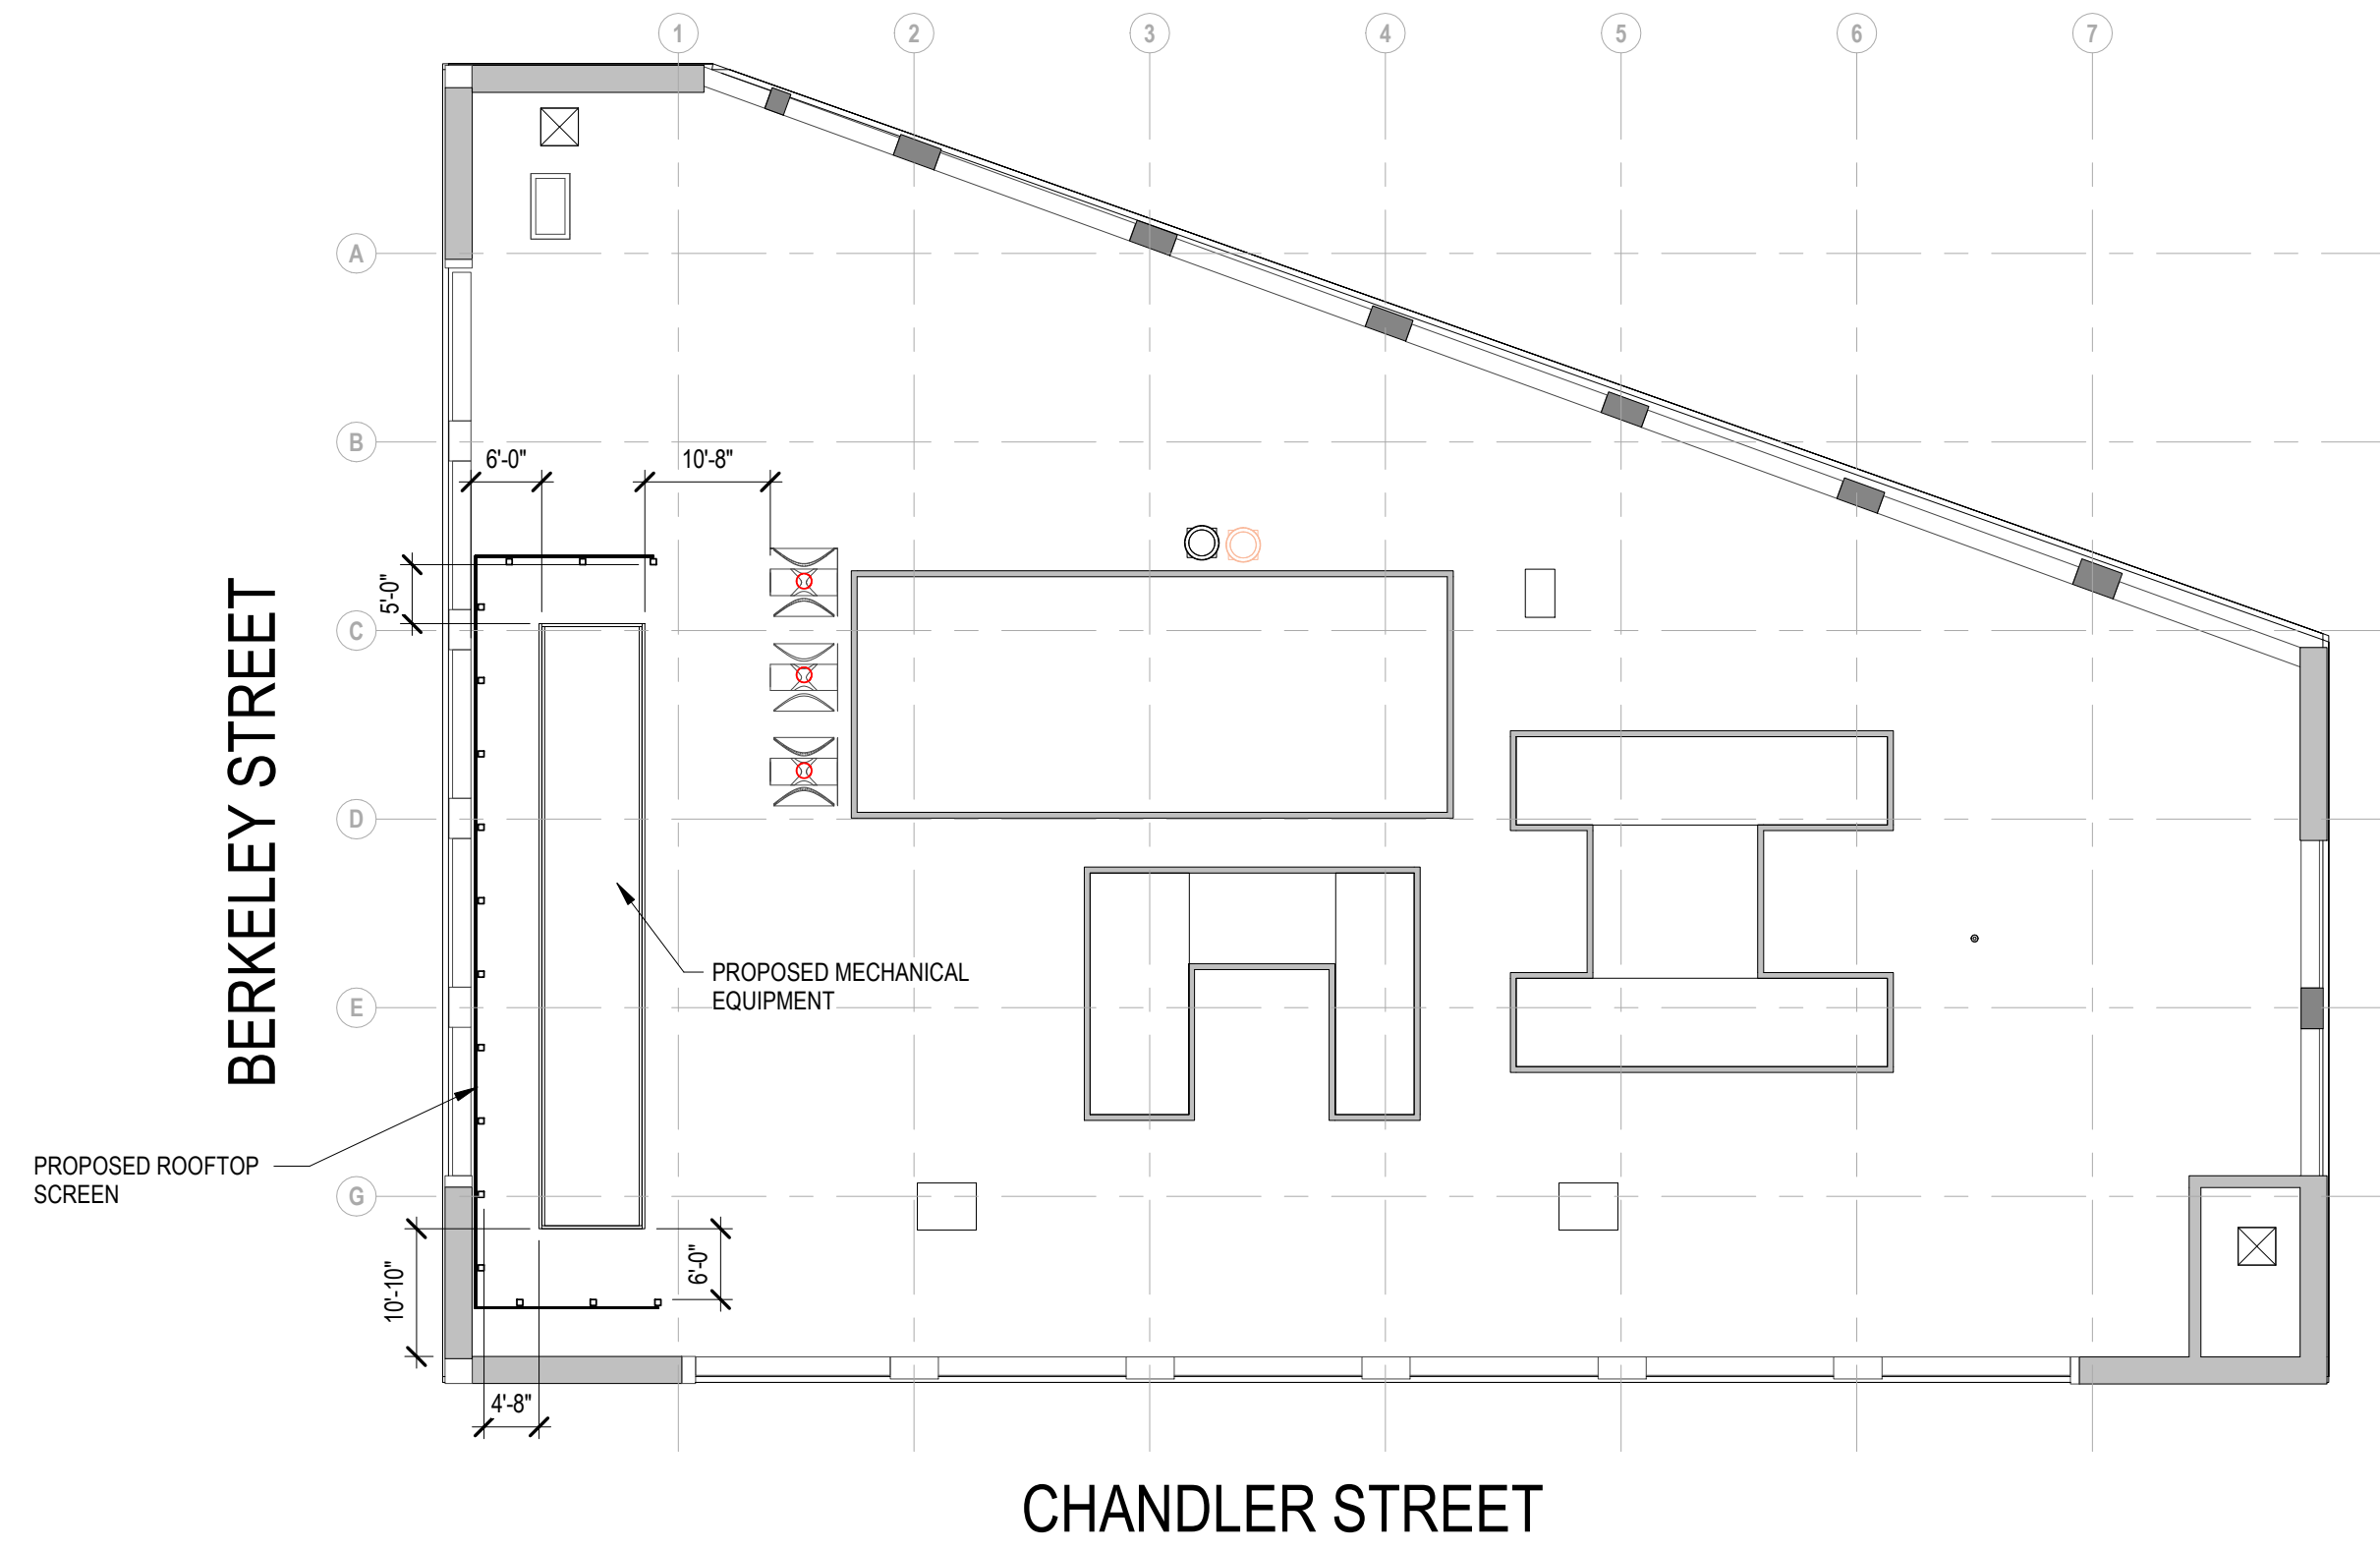 1
2
3
4
5
6
7
A
B
6'-0"
10'-8"
5'-0"
C
BERKELEY STREET
D
PROPOSED MECHANICAL
EQUIPMENT
E
PROPOSED ROOFTOP
SCREEN
G
10'-10"
6'-0"
4'-8"
CHANDLER STREET